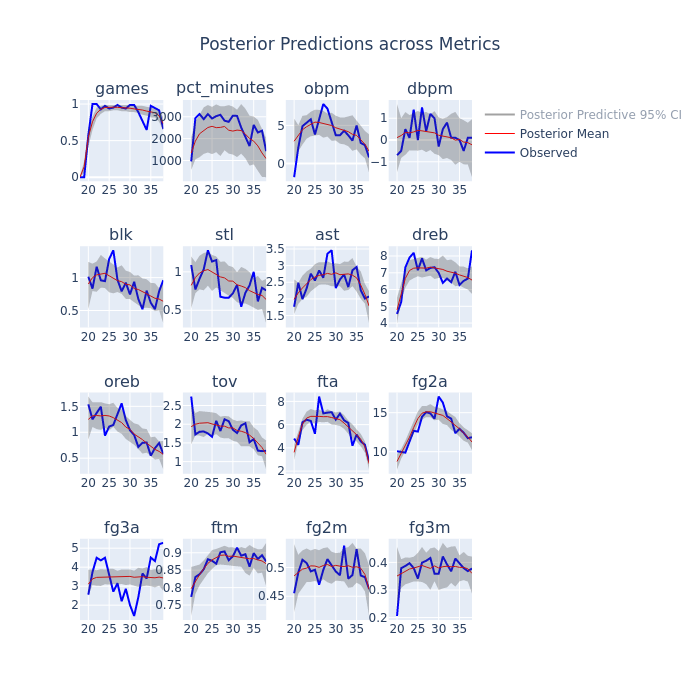 Posterior Predictions across Metrics
games pct_minutes obpm dbpm
Posterior Predictive 95% CI
Posterior Mean
Observed
1
0.5
0
20 25 30 35
3000
2000
1000
20 25 30 35
5
0
20 25 30 35
1
0
−1
20 25 30 35
blk stl ast dreb
1
0.5
20 25 30 35
1
0.5
20 25 30 35
3.5
3
2.5
2
1.5
20 25 30 35
8
7
6
5
4
20 25 30 35
oreb tov fta fg2a
1.5
1
0.5
20 25 30 35
2.5
2
1.5
1
20 25 30 35
8
6
4
2
20 25 30 35
15
10
20 25 30 35
fg3a ftm fg2m fg3m
5
4
3
2
20 25 30 35
0.9
0.85
0.8
0.75
20 25 30 35
0.5
0.45
20 25 30 35
0.4
0.3
0.2
20 25 30 35